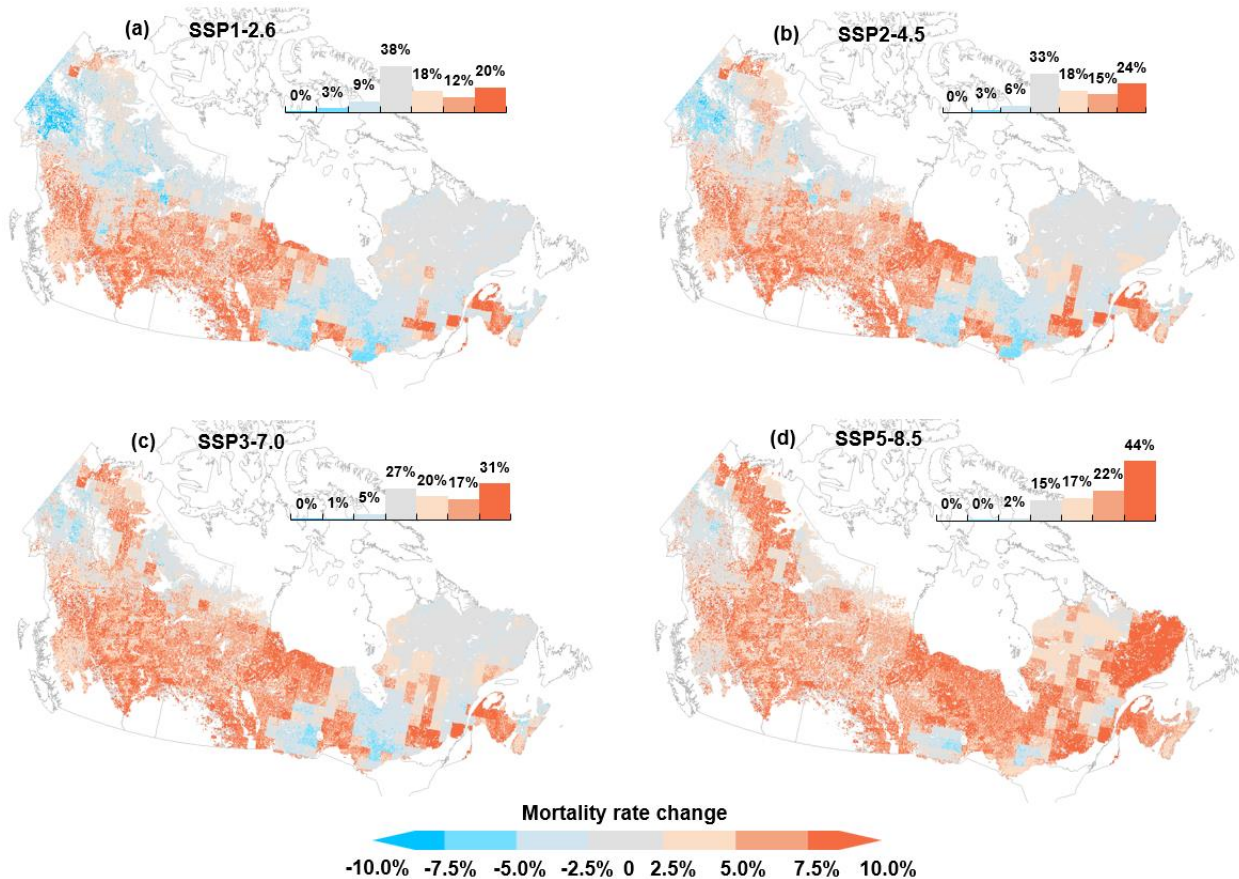 (a) SSP1-2.6
0% 3% 9% 38% 18% 12% 20%
(b) SSP2-4.5
0% 3% 6% 33% 18% 15% 24%
(c) SSP3-7.0
0% 1% 5% 27% 20% 17% 31%
(d) SSP5-8.5
0% 0% 2% 15% 17% 22% 44%
Mortality rate change
-10.0% -7.5% -5.0% -2.5% 0 2.5% 5.0% 7.5% 10.0%